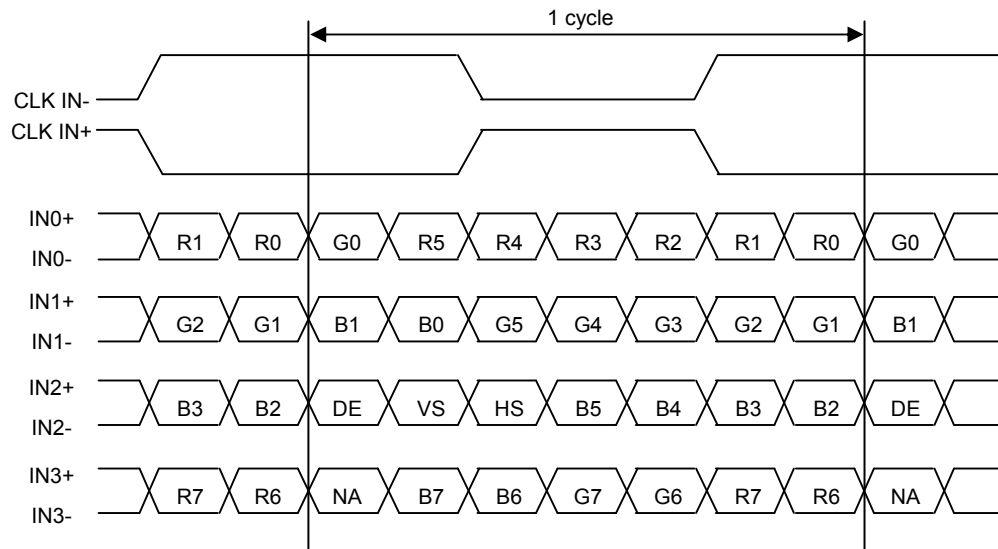 1 cycle
CLK IN-
CLK IN+
IN0+
R1 R0 G0 R5 R4 R3 R2 R1 R0 G0
IN0-
IN1+
G2 G1 B1 B0 G5 G4 G3 G2 G1 B1
IN1-
IN2+
B3 B2 DE VS HS B5 B4 B3 B2 DE
IN2-
IN3+
R7 R6 NA B7 B6 G7 G6 R7 R6 NA
IN3-